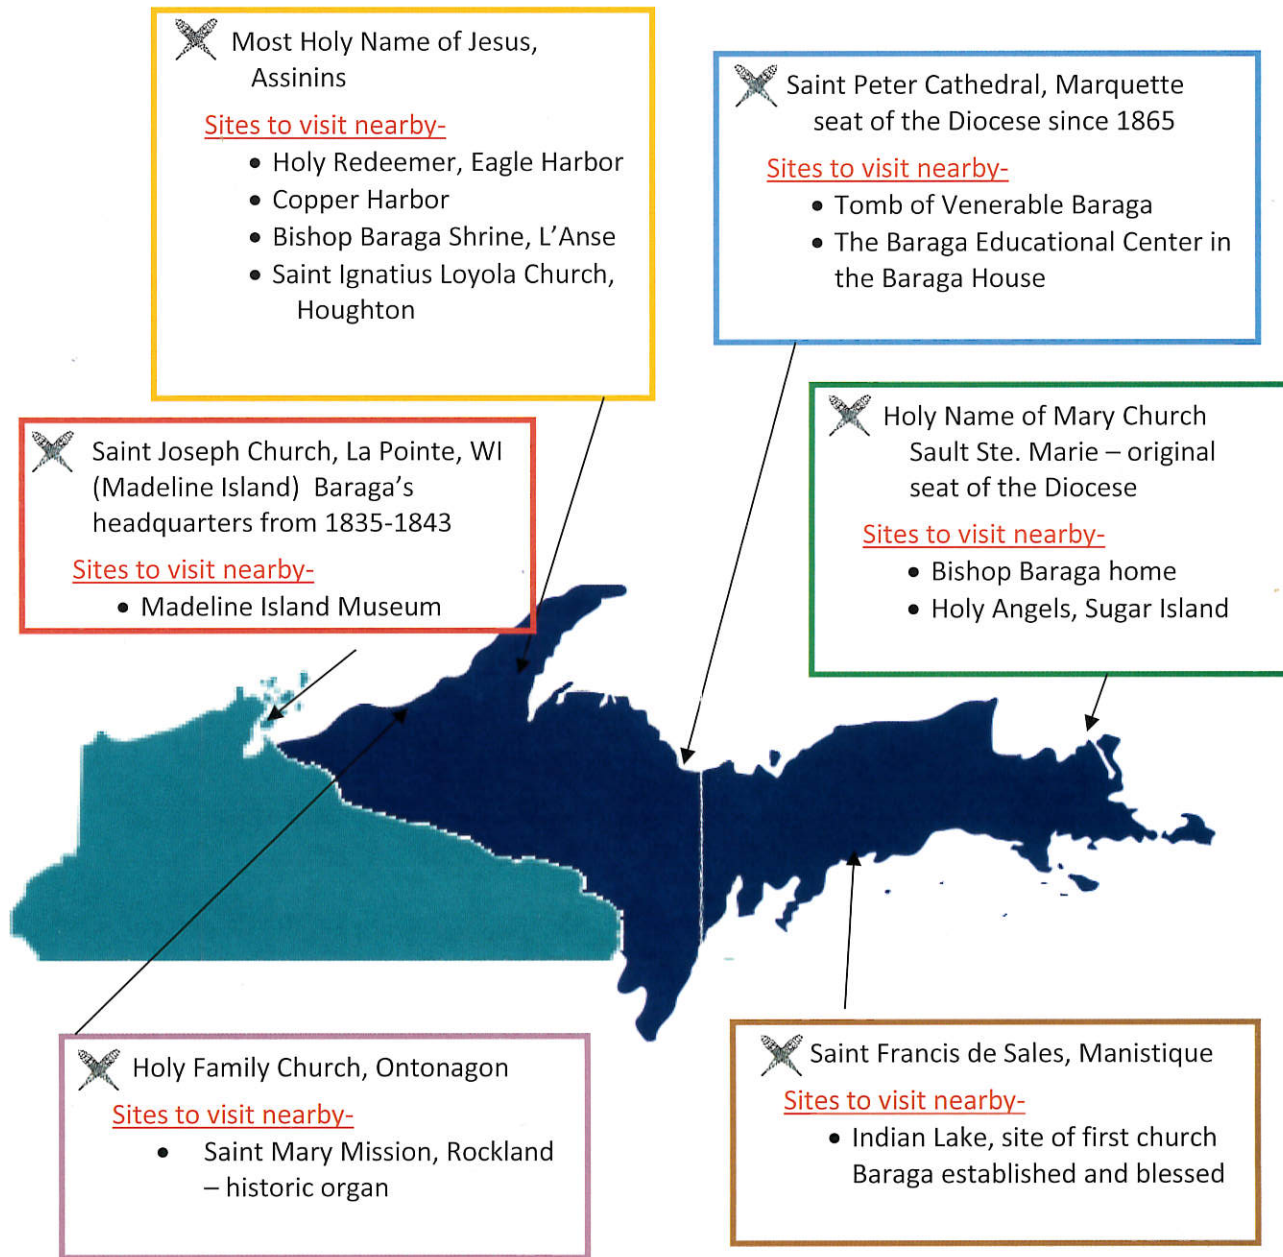 Most Holy Name of Jesus,
Assinins
Sites to visit nearby-
• Holy Redeemer, Eagle Harbor
• Copper Harbor
• Bishop Baraga Shrine, L'Anse
• Saint Ignatius Loyola Church,
Houghton
Saint Peter Cathedral, Marquette
seat of the Diocese since 1865
Sites to visit nearby-
• Tomb of Venerable Baraga
• The Baraga Educational Center in
the Baraga House
Saint Joseph Church, La Pointe, WI
(Madeline Island) Baraga's
headquarters from 1835-1843
Sites to visit nearby-
• Madeline Island Museum
Holy Name of Mary Church
Sault Ste. Marie – original
seat of the Diocese
Sites to visit nearby-
• Bishop Baraga home
• Holy Angels, Sugar Island
Holy Family Church, Ontonagon
Sites to visit nearby-
• Saint Mary Mission, Rockland
– historic organ
Saint Francis de Sales, Manistique
Sites to visit nearby-
• Indian Lake, site of first church
Baraga established and blessed